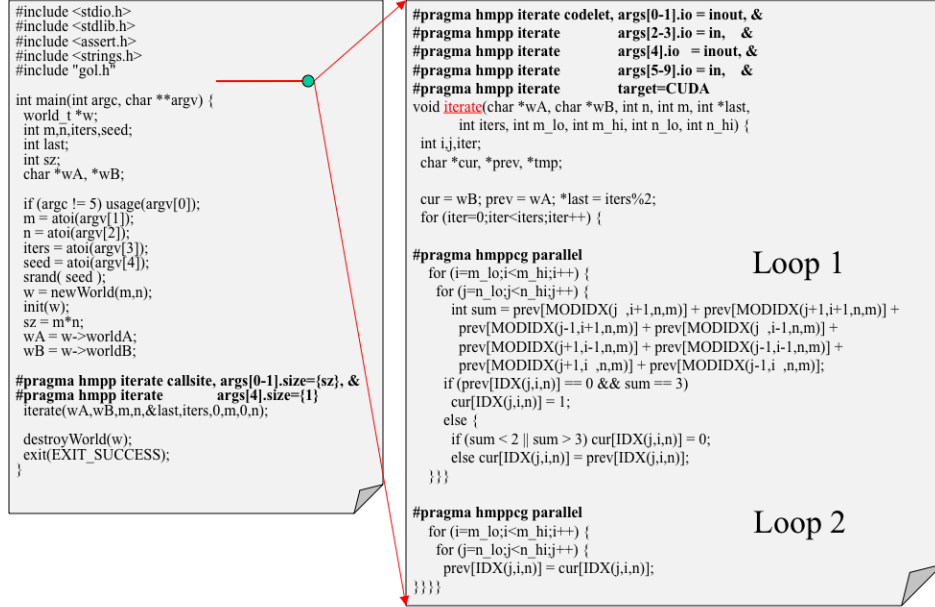 #include <stdio.h>
#include <stdlib.h>
#include <assert.h>
#include <strings.h>
#include "gol.h"
int main(int argc, char **argv) {
world_t *w;
int m,n,iters,seed;
int last;
int sz;
char *wA, *wB;
if (argc != 5) usage(argv[0]);
m = atoi(argv[1]);
n = atoi(argv[2]);
iters = atoi(argv[3]);
seed = atoi(argv[4]);
srand( seed );
w = newWorld(m,n);
init(w);
sz = m*n;
wA = w->worldA;
wB = w->worldB;
#pragma hmpp iterate callsite, args[0-1].size={sz}, &
#pragma hmpp iterate args[4].size={1}
iterate(wA,wB,m,n,&last,iters,0,m,0,n);
destroyWorld(w);
exit(EXIT_SUCCESS);
}
#pragma hmpp iterate codelet, args[0-1].io = inout, &
#pragma hmpp iterate args[2-3].io = in, &
#pragma hmpp iterate args[4].io = inout, &
#pragma hmpp iterate args[5-9].io = in, &
#pragma hmpp iterate target=CUDA
void iterate(char *wA, char *wB, int n, int m, int *last,
int iters, int m_lo, int m_hi, int n_lo, int n_hi) {
int i,j,iter;
char *cur, *prev, *tmp;
cur = wB; prev = wA; *last = iters%2;
for (iter=0;iter<iters;iter++) {
#pragma hmppcg parallel
Loop 1
for (i=m_lo;i<m_hi;i++) {
for (j=n_lo;j<n_hi;j++) {
int sum = prev[MODIDX(j ,i+1,n,m)] + prev[MODIDX(j+1,i+1,n,m)] +
prev[MODIDX(j-1,i+1,n,m)] + prev[MODIDX(j ,i-1,n,m)] +
prev[MODIDX(j+1,i-1,n,m)] + prev[MODIDX(j-1,i-1,n,m)] +
prev[MODIDX(j+1,i ,n,m)] + prev[MODIDX(j-1,i ,n,m)];
if (prev[IDX(j,i,n)] == 0 && sum == 3)
cur[IDX(j,i,n)] = 1;
else {
if (sum < 2 || sum > 3) cur[IDX(j,i,n)] = 0;
else cur[IDX(j,i,n)] = prev[IDX(j,i,n)];
}}}
#pragma hmppcg parallel
Loop 2
for (i=m_lo;i<m_hi;i++) {
for (j=n_lo;j<n_hi;j++) {
prev[IDX(j,i,n)] = cur[IDX(j,i,n)];
}}}}